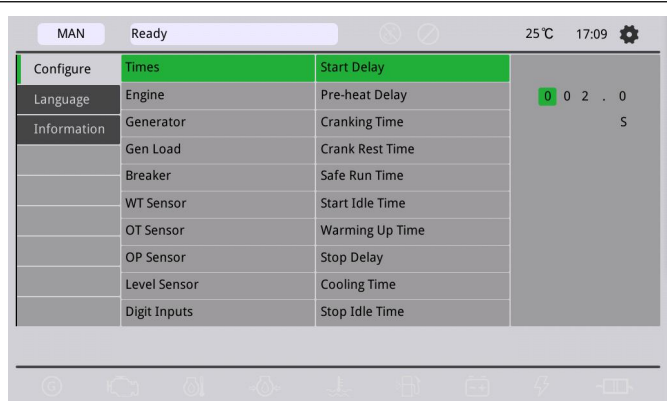 MAN Ready 25℃ 17:09
Configure Times Start Delay
Language Engine Pre-heat Delay 0 0 2 . 0
Information Generator Cranking Time S
Gen Load Crank Rest Time
Breaker Safe Run Time
WT Sensor Start Idle Time
OT Sensor Warming Up Time
OP Sensor Stop Delay
Level Sensor Cooling Time
Digit Inputs Stop Idle Time